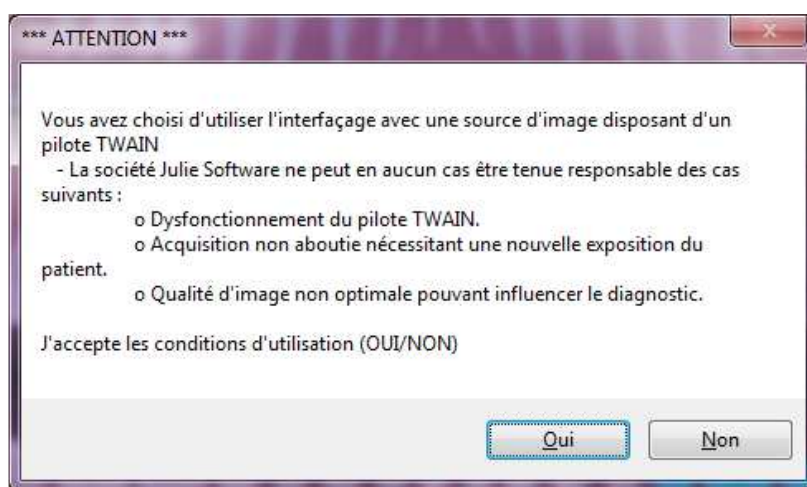 *** ATTENTION ***
Vous avez choisi d'utiliser l'interfaçage avec une source d'image disposant d'un
pilote TWAIN
- La société Julie Software ne peut en aucun cas être tenue responsable des cas
suivants :
o Dysfonctionnement du pilote TWAIN.
o Acquisition non aboutie nécessitant une nouvelle exposition du
patient.
o Qualité d'image non optimale pouvant influencer le diagnostic.
J'accepte les conditions d'utilisation (OUI/NON)
Oui
Non